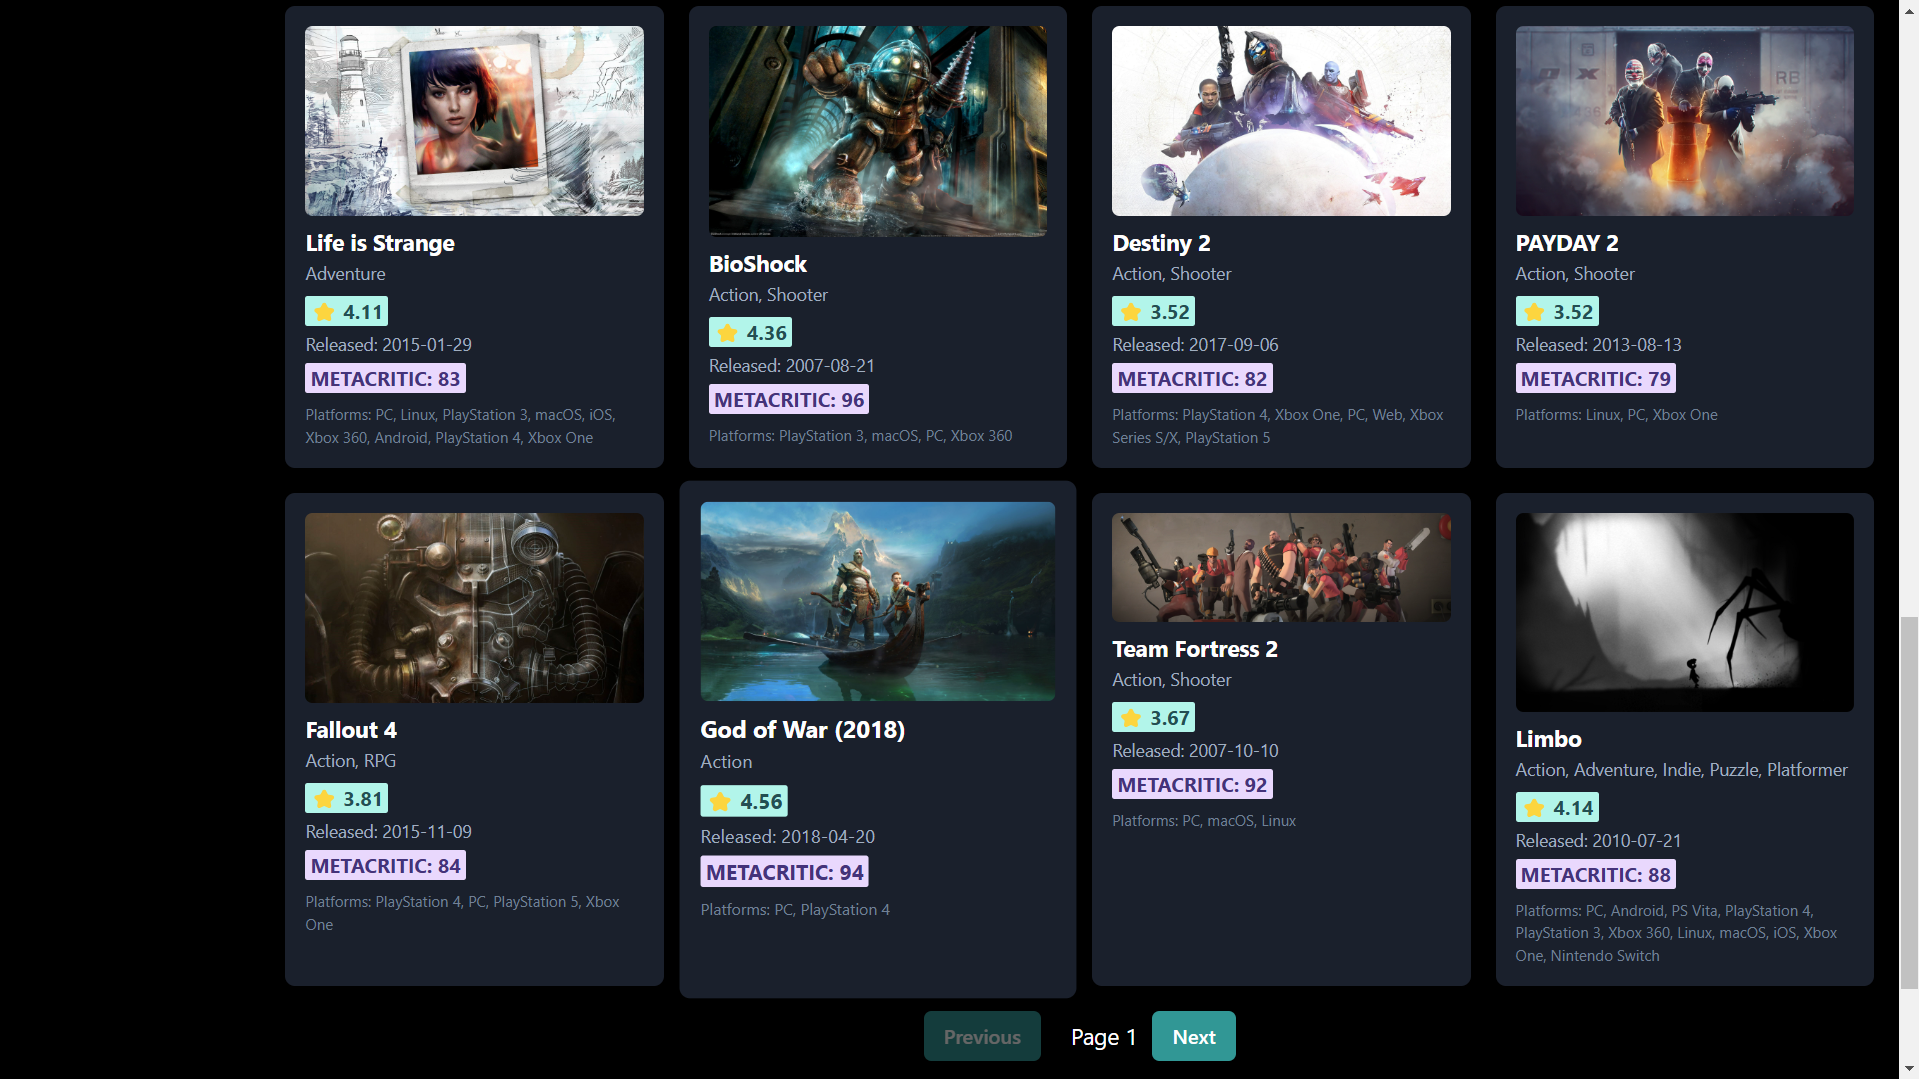 Life is Strange
Adventure
4.11
Released: 2015-01-29
METACRITIC: 83
Platforms: PC, Linux, PlayStation 3, macOS, iOS,
Xbox 360, Android, PlayStation 4, Xbox One
BioShock
Action, Shooter
4.36
Released: 2007-08-21
METACRITIC: 96
Platforms: PlayStation 3, macOS, PC, Xbox 360
Destiny 2
Action, Shooter
3.52
Released: 2017-09-06
METACRITIC: 82
Platforms: PlayStation 4, Xbox One, PC, Web, Xbox
Series S/X, PlayStation 5
PAYDAY 2
Action, Shooter
3.52
Released: 2013-08-13
METACRITIC: 79
Platforms: Linux, PC, Xbox One
Fallout 4
Action, RPG
3.81
Released: 2015-11-09
METACRITIC: 84
Platforms: PlayStation 4, PC, PlayStation 5, Xbox
One
God of War (2018)
Action
4.56
Released: 2018-04-20
METACRITIC: 94
Platforms: PC, PlayStation 4
Team Fortress 2
Action, Shooter
3.67
Released: 2007-10-10
METACRITIC: 92
Platforms: PC, macOS, Linux
Limbo
Action, Adventure, Indie, Puzzle, Platformer
4.14
Released: 2010-07-21
METACRITIC: 88
Platforms: PC, Android, PS Vita, PlayStation 4,
PlayStation 3, Xbox 360, Linux, macOS, iOS, Xbox
One, Nintendo Switch
Previous
Page 1
Next